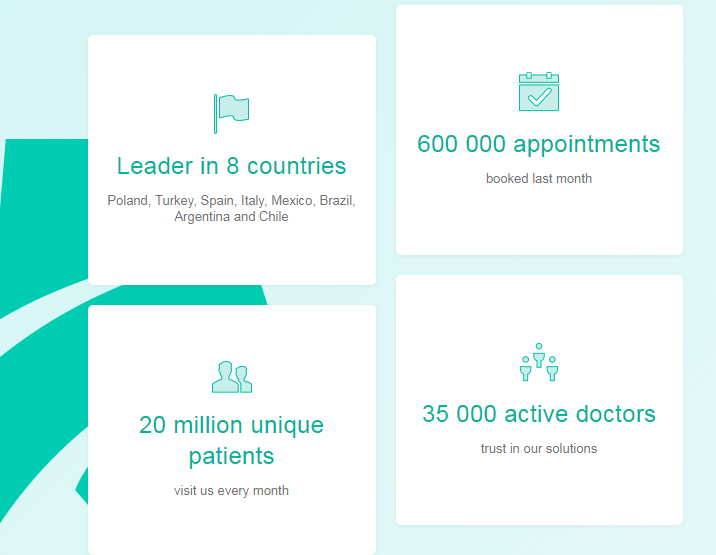 Leader in 8 countries
Poland, Turkey, Spain, Italy, Mexico, Brazil,
Argentina and Chile
600 000 appointments
booked last month
20 million unique
patients
visit us every month
35 000 active doctors
trust in our solutions